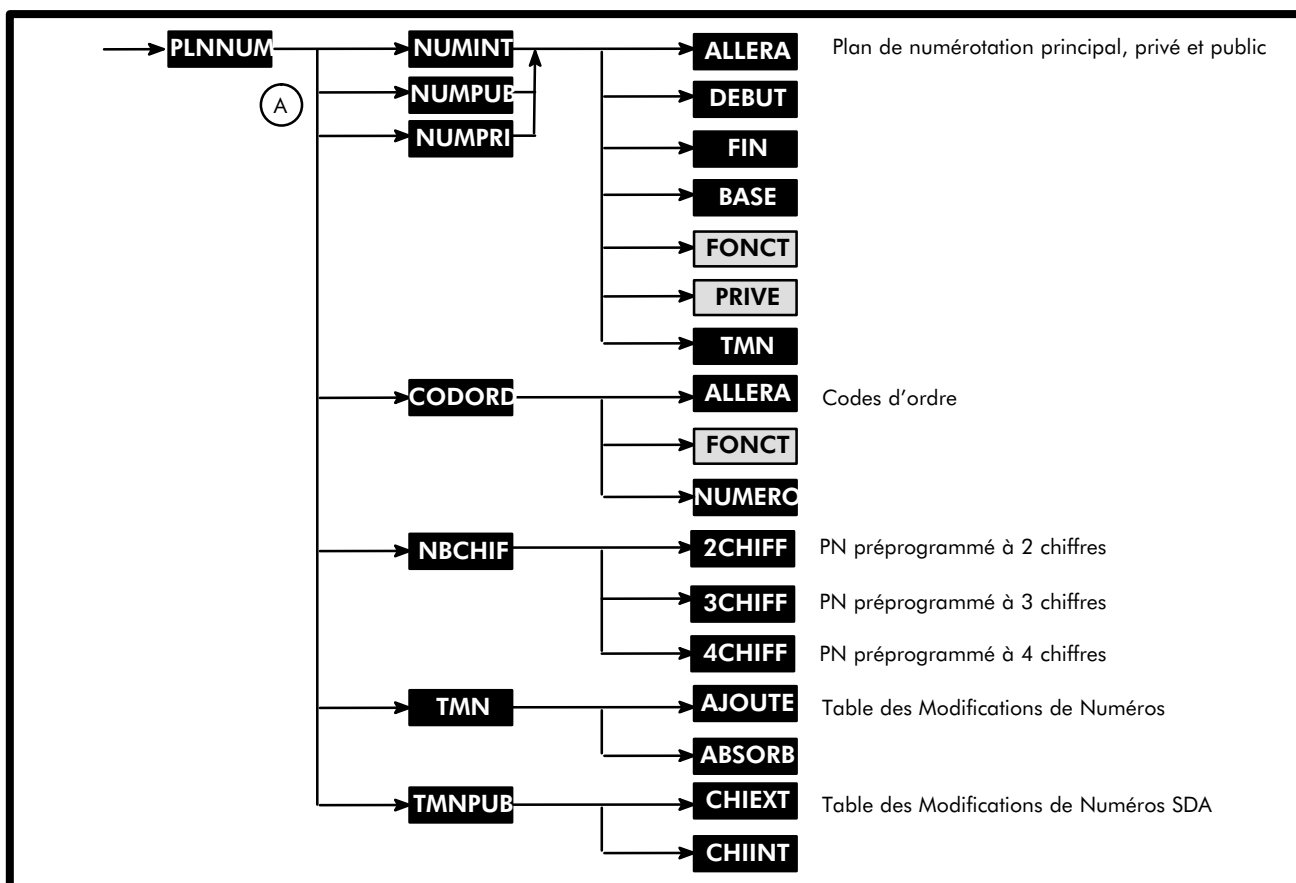 PLNNUM NUMINT ALLERA Plan de numérotation principal, privé et public
A NUMPUB DEBUT
NUMPRI FIN
BASE
FONCT
PRIVE
TMN
CODORD ALLERA Codes d'ordre
FONCT
NUMERO
NBCHIF 2CHIFF PN préprogrammé à 2 chiffres
3CHIFF PN préprogrammé à 3 chiffres
4CHIFF PN préprogrammé à 4 chiffres
TMN AJOUTE Table des Modifications de Numéros
ABSORB
TMNPUB CHIEXT Table des Modifications de Numéros SDA
CHIINT